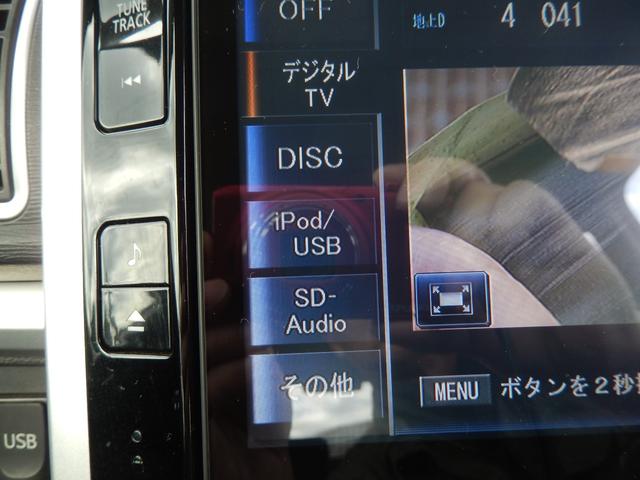 TUNE
TRACK
OFF
地上D 4 041
デジタル
TV
DISC
iPod/
USB
SD-
Audio
その他
MENU ボタンを2秒
USB